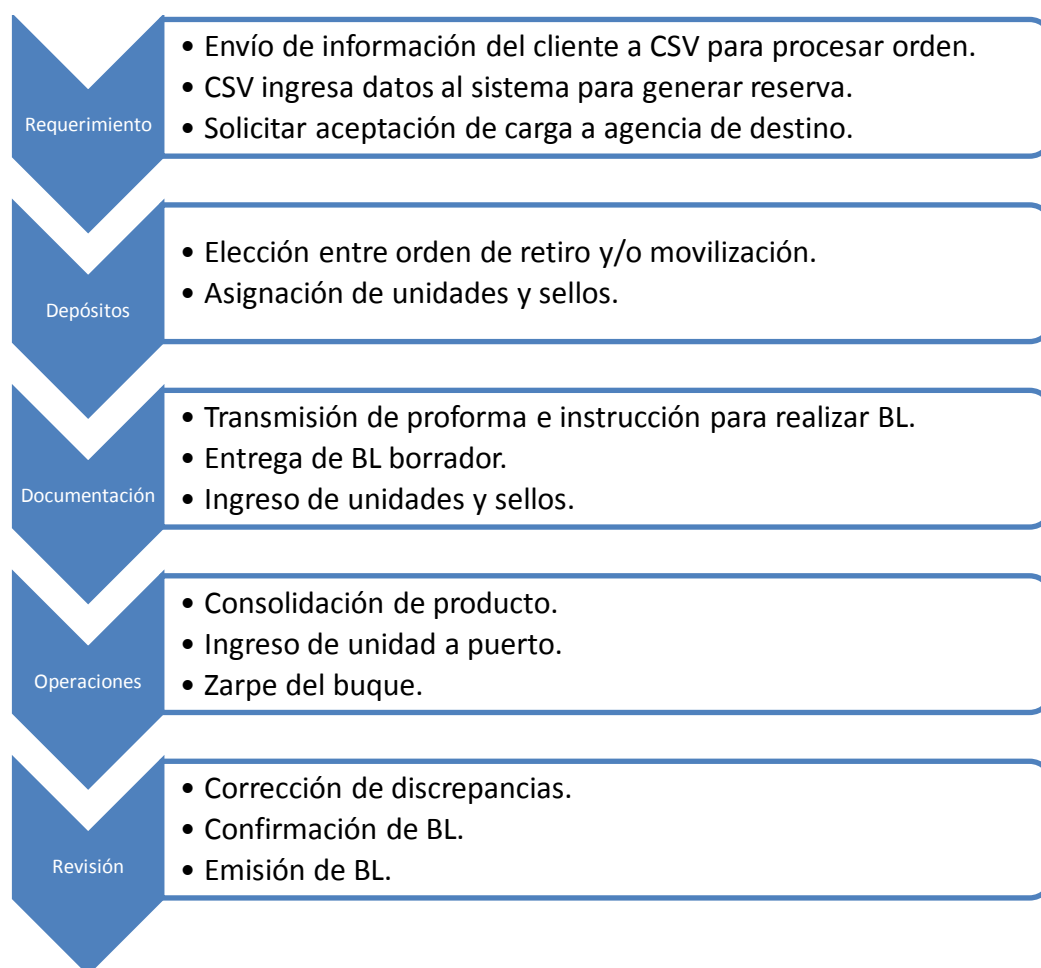 Requerimiento
• Envío de información del cliente a CSV para procesar orden.
• CSV ingresa datos al sistema para generar reserva.
• Solicitar aceptación de carga a agencia de destino.
Depósitos
• Elección entre orden de retiro y/o movilización.
• Asignación de unidades y sellos.
Documentación
• Transmisión de proforma e instrucción para realizar BL.
• Entrega de BL borrador.
• Ingreso de unidades y sellos.
Operaciones
• Consolidación de producto.
• Ingreso de unidad a puerto.
• Zarpe del buque.
Revisión
• Corrección de discrepancias.
• Confirmación de BL.
• Emisión de BL.